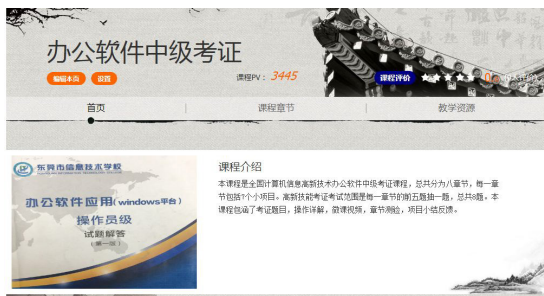 办公软件中级考证
编辑本页 设置
课程PV： 3445
课程评价
首页 课程章节 教学资源
东莞市信息技术学校
办公软件应用(windows平台)
操作员级
试题解答
(第一版)
课程介绍
本课程是全国计算机信息高新技术办公软件中级考证课程，总共分为八章节，每一章
节包括1个小项目。高新技能考证考试范围是每一章节的前五题抽一题，总共8题。本
课程包涵了考证题目，操作详解，微课视频，章节测验，项目小结反馈。